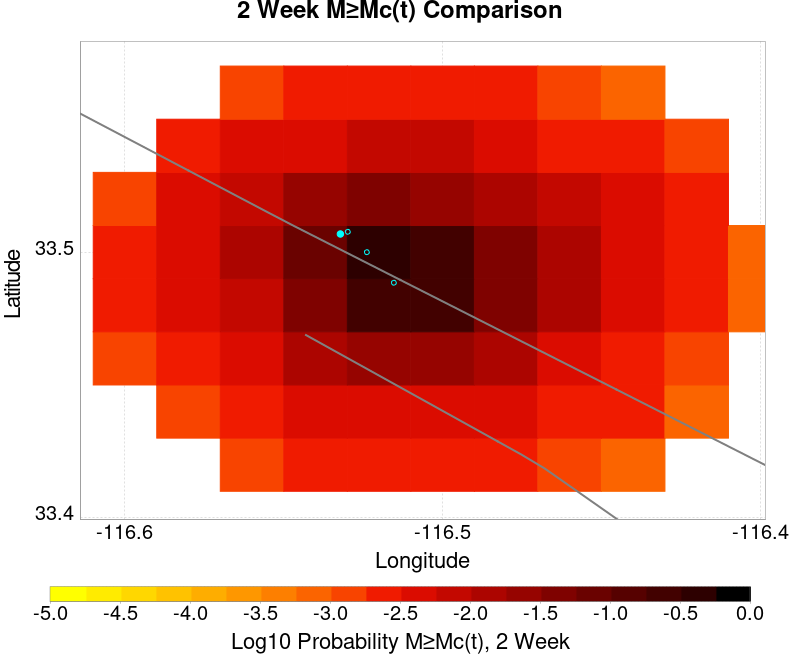 2 Week M≥Mc(t) Comparison
Latitude
33.5
33.4
-116.6 -116.5 -116.4
Longitude
-5.0 -4.5 -4.0 -3.5 -3.0 -2.5 -2.0 -1.5 -1.0 -0.5 0.0
Log10 Probability M≥Mc(t), 2 Week